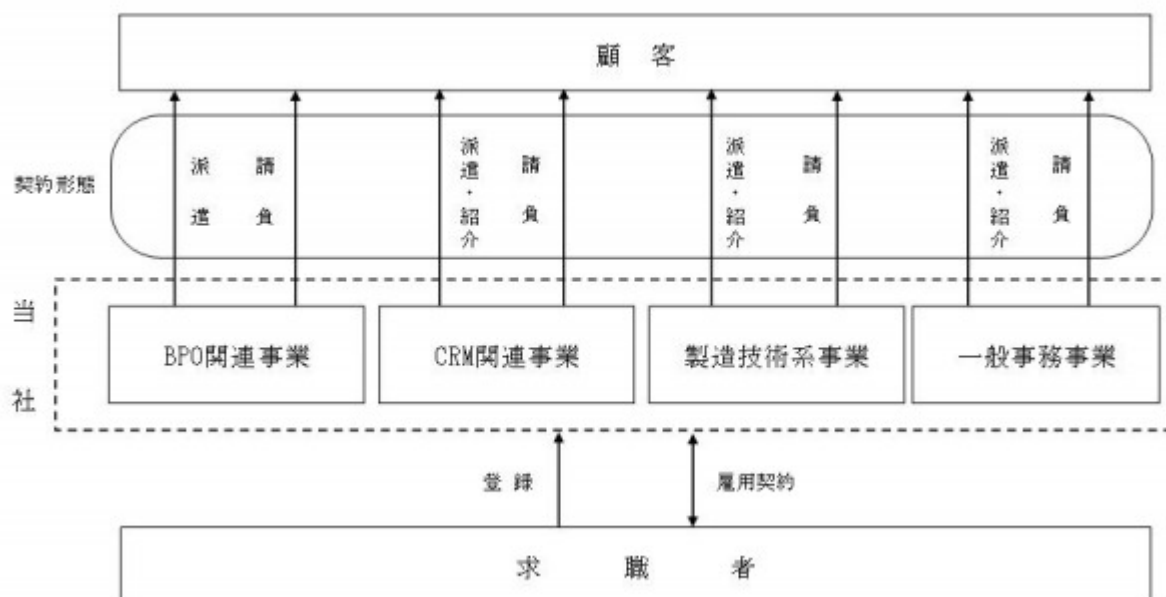 顧客
契約形態
派遣
請負
派遣・紹介
請負
派遣・紹介
請負
派遣・紹介
請負
当社
BPO関連事業
CRM関連事業
製造技術系事業
一般事務事業
登録
雇用契約
求職者